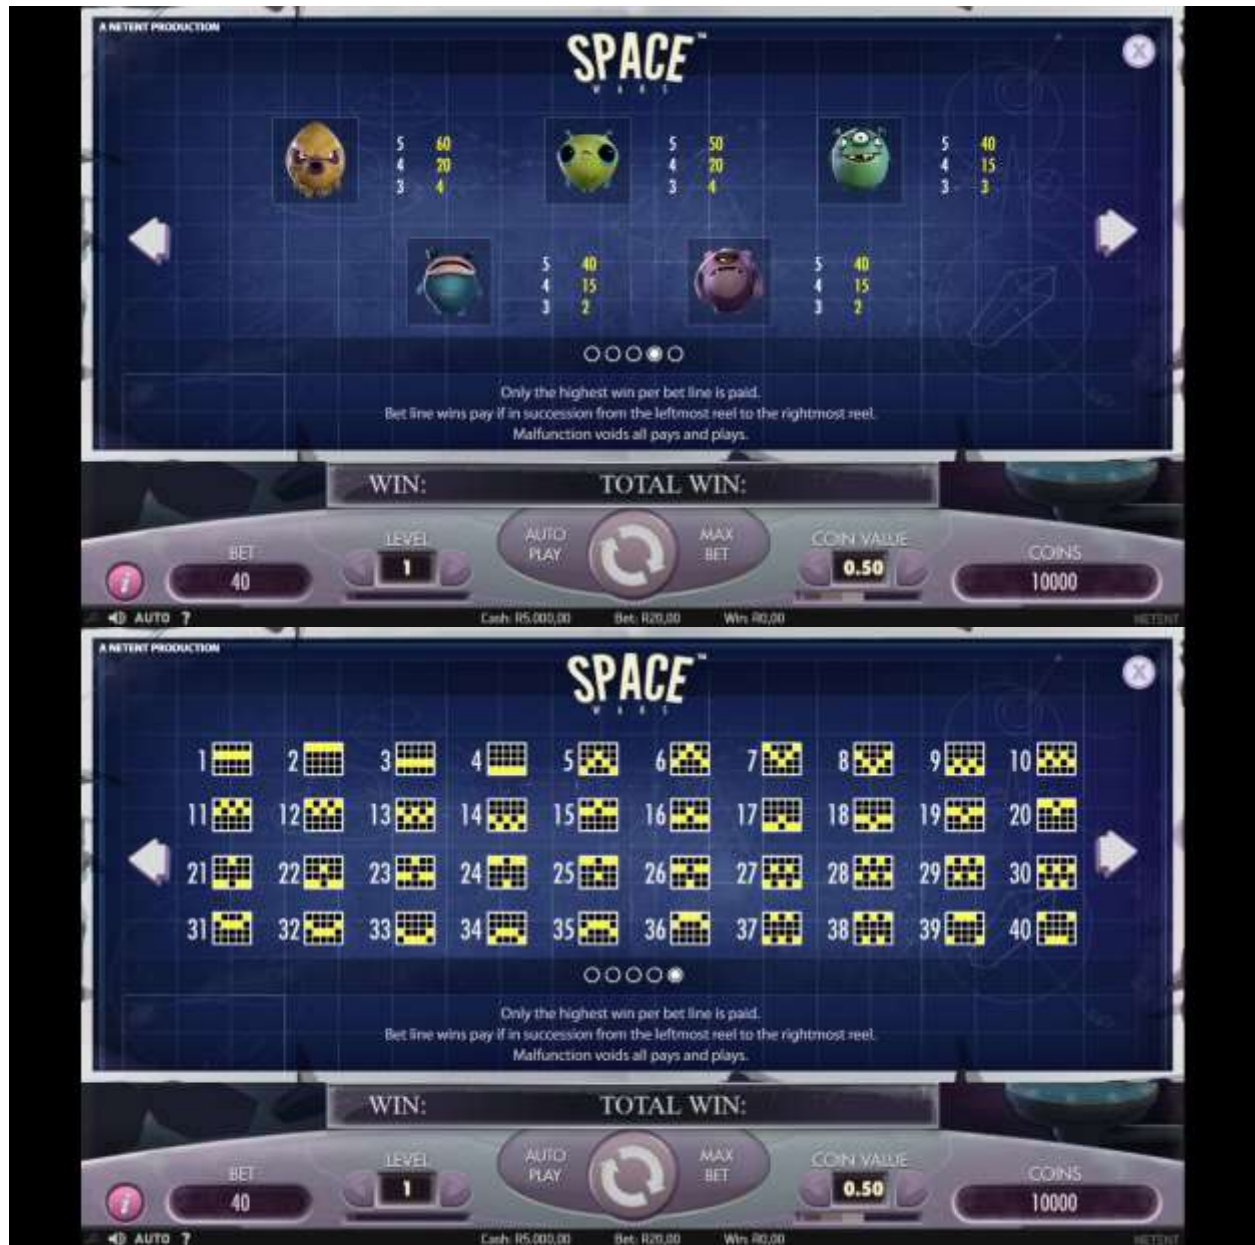 A NETENT PRODUCTION
SPACE™
WARS
X
5 60
4 20
3 4
5 50
4 20
3 4
5 40
4 15
3 3
5 40
4 15
3 2
5 40
4 15
3 2
Only the highest win per bet line is paid.
Bet line wins pay if in succession from the leftmost reel to the rightmost reel.
Malfunction voids all pays and plays.
WIN: TOTAL WIN:
BET
40
LEVEL
1
AUTO
PLAY
MAX
BET
COIN VALUE
0.50
COINS
10000
i
AUTO ?
Cash: R5.000,00 Bet: R20,00 Win: R0,00
NETENT
A NETENT PRODUCTION
SPACE™
WARS
X
1 2 3 4 5 6 7 8 9 10
11 12 13 14 15 16 17 18 19 20
21 22 23 24 25 26 27 28 29 30
31 32 33 34 35 36 37 38 39 40
Only the highest win per bet line is paid.
Bet line wins pay if in succession from the leftmost reel to the rightmost reel.
Malfunction voids all pays and plays.
WIN: TOTAL WIN:
BET
40
LEVEL
1
AUTO
PLAY
MAX
BET
COIN VALUE
0.50
COINS
10000
i
AUTO ?
Cash: R5.000,00 Bet: R20,00 Win: R0,00
NETENT